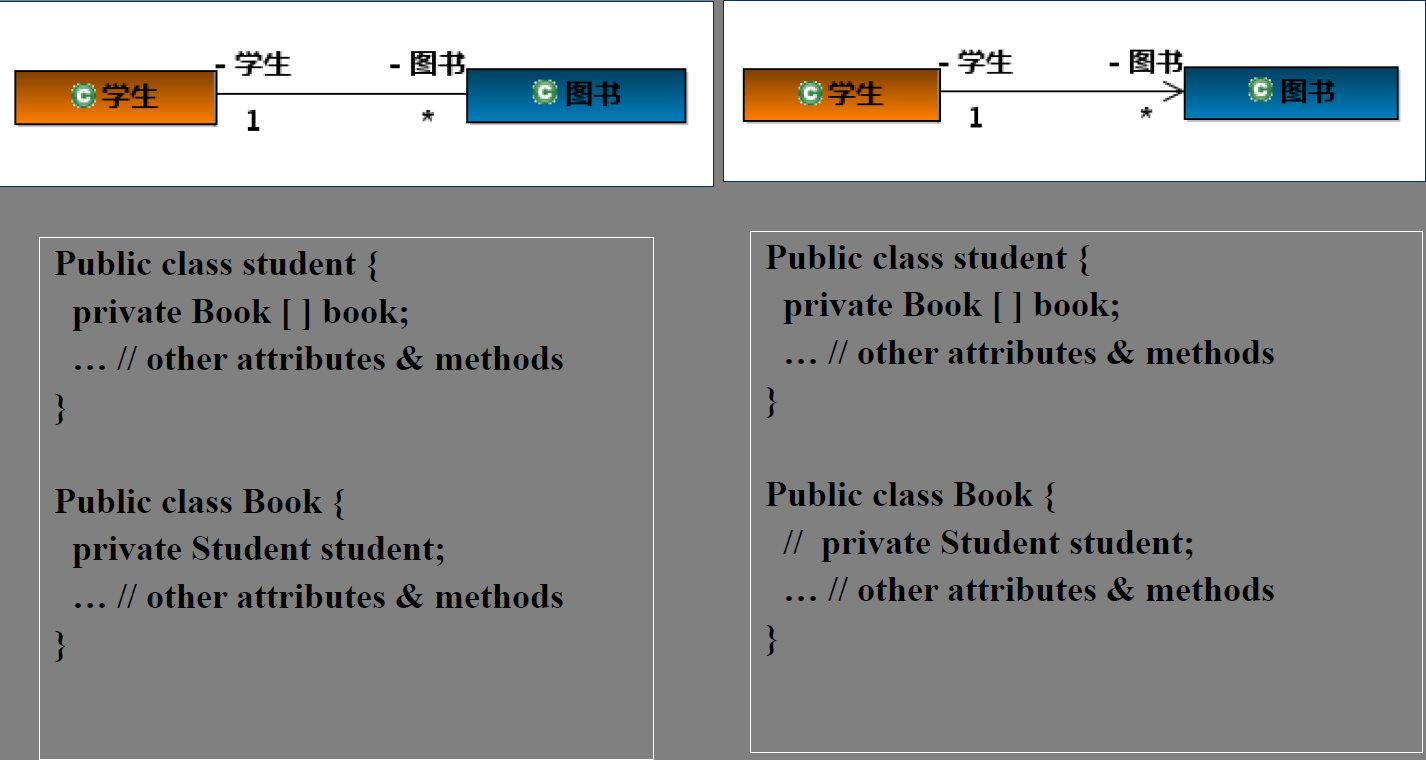 - 学生
- 图书
C 学生
C 图书
1
*
- 学生
- 图书
C 学生
C 图书
1
*
Public class student {
private Book [ ] book;
… // other attributes & methods
}
Public class Book {
private Student student;
… // other attributes & methods
}
Public class student {
private Book [ ] book;
… // other attributes & methods
}
Public class Book {
// private Student student;
… // other attributes & methods
}